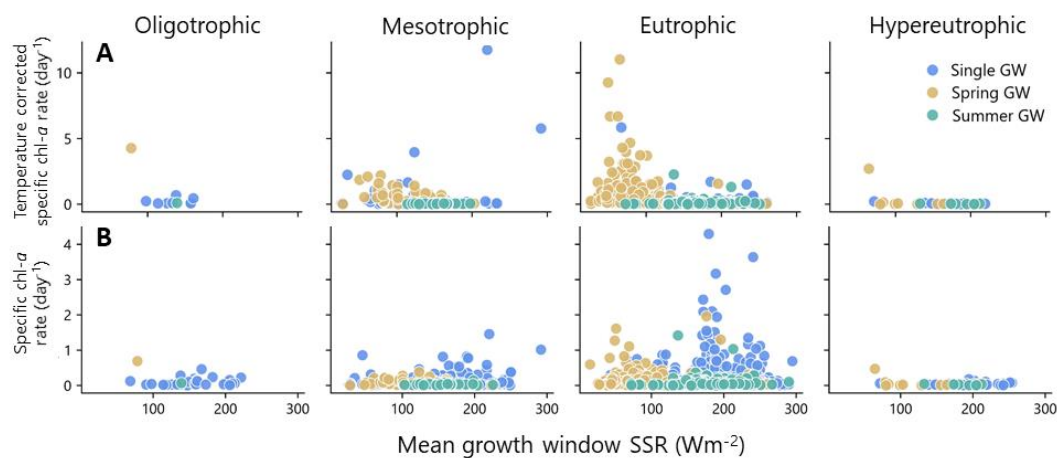 Oligotrophic Mesotrophic Eutrophic Hypereutrophic
A
Temperature corrected
specific chl-a rate (day-1)
10
5
0
Single GW
Spring GW
Summer GW
B
Specific chl-a
rate (day-1)
4
3
2
1
0
100 200 300 100 200 300 100 200 300 100 200 300
Mean growth window SSR (Wm-2)